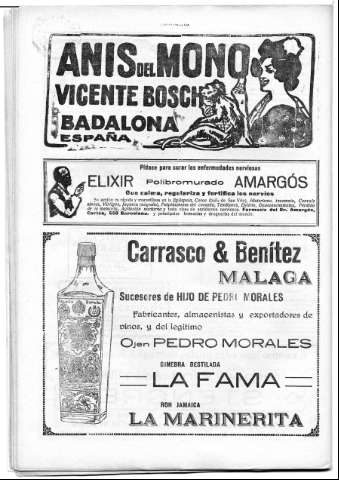 ANIS DEL MONO
VICENTE BOSCH
BADALONA
ESPAÑA
Pídase para curar las enfermedades nerviosas
ELIXIR Polibromurado AMARGÓS
Que calma, regulariza y fortifica los nervios
Carrasco & Benítez
MALAGA
Sucesores de HIJO DE PEDRO MORALES
Fabricantes, almacenistas y exportadores de
vinos, y del legítimo
Ojen PEDRO MORALES
GINEBRA DESTILADA
LA FAMA
RON JAMAICA
LA MARINERITA